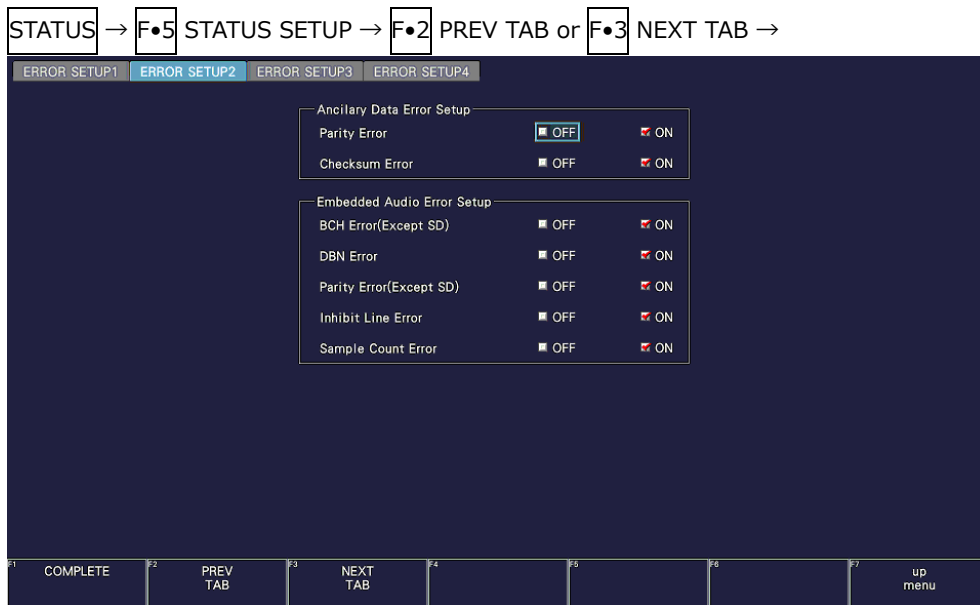 STATUS → F•5 STATUS SETUP → F•2 PREV TAB or F•3 NEXT TAB →
ERROR SETUP1 ERROR SETUP2 ERROR SETUP3 ERROR SETUP4
Ancilary Data Error Setup
Parity Error OFF ON
Checksum Error OFF ON
Embedded Audio Error Setup
BCH Error(Except SD) OFF ON
DBN Error OFF ON
Parity Error(Except SD) OFF ON
Inhibit Line Error OFF ON
Sample Count Error OFF ON
F1 COMPLETE F2 PREV F3 NEXT F4 F5 F6 F7 up
TAB TAB menu